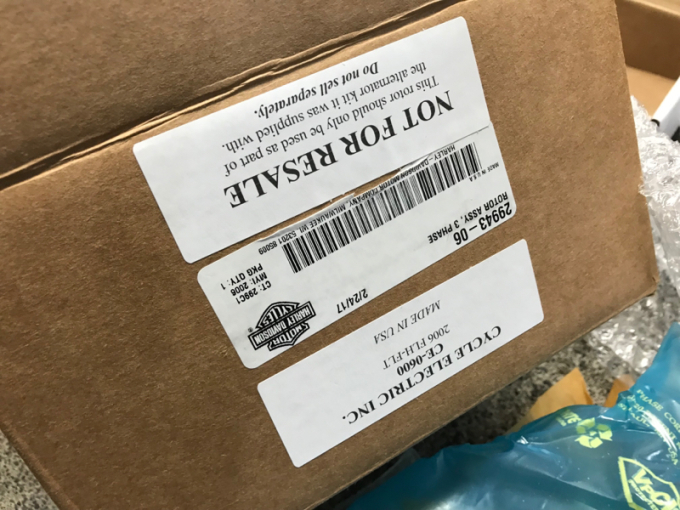 NOT FOR RESALE
This rotor should only be used as part of
the alternator kit it was supplied with.
Do not sell separately.
29943-06
ROTOR ASSY, 3 PHASE
MADE IN U.S.A.
HARLEY-DAVIDSON MOTOR COMPANY, MILWAUKEE WI, 53201
CT: 299C1
MYI: 2006
PKG QTY: 1
2/24/17
MOTOR
HARLEY-DAVIDSON
CYCLES
CYCLE ELECTRIC INC.
CE-0600
2006 FLH-FLT
MADE IN USA